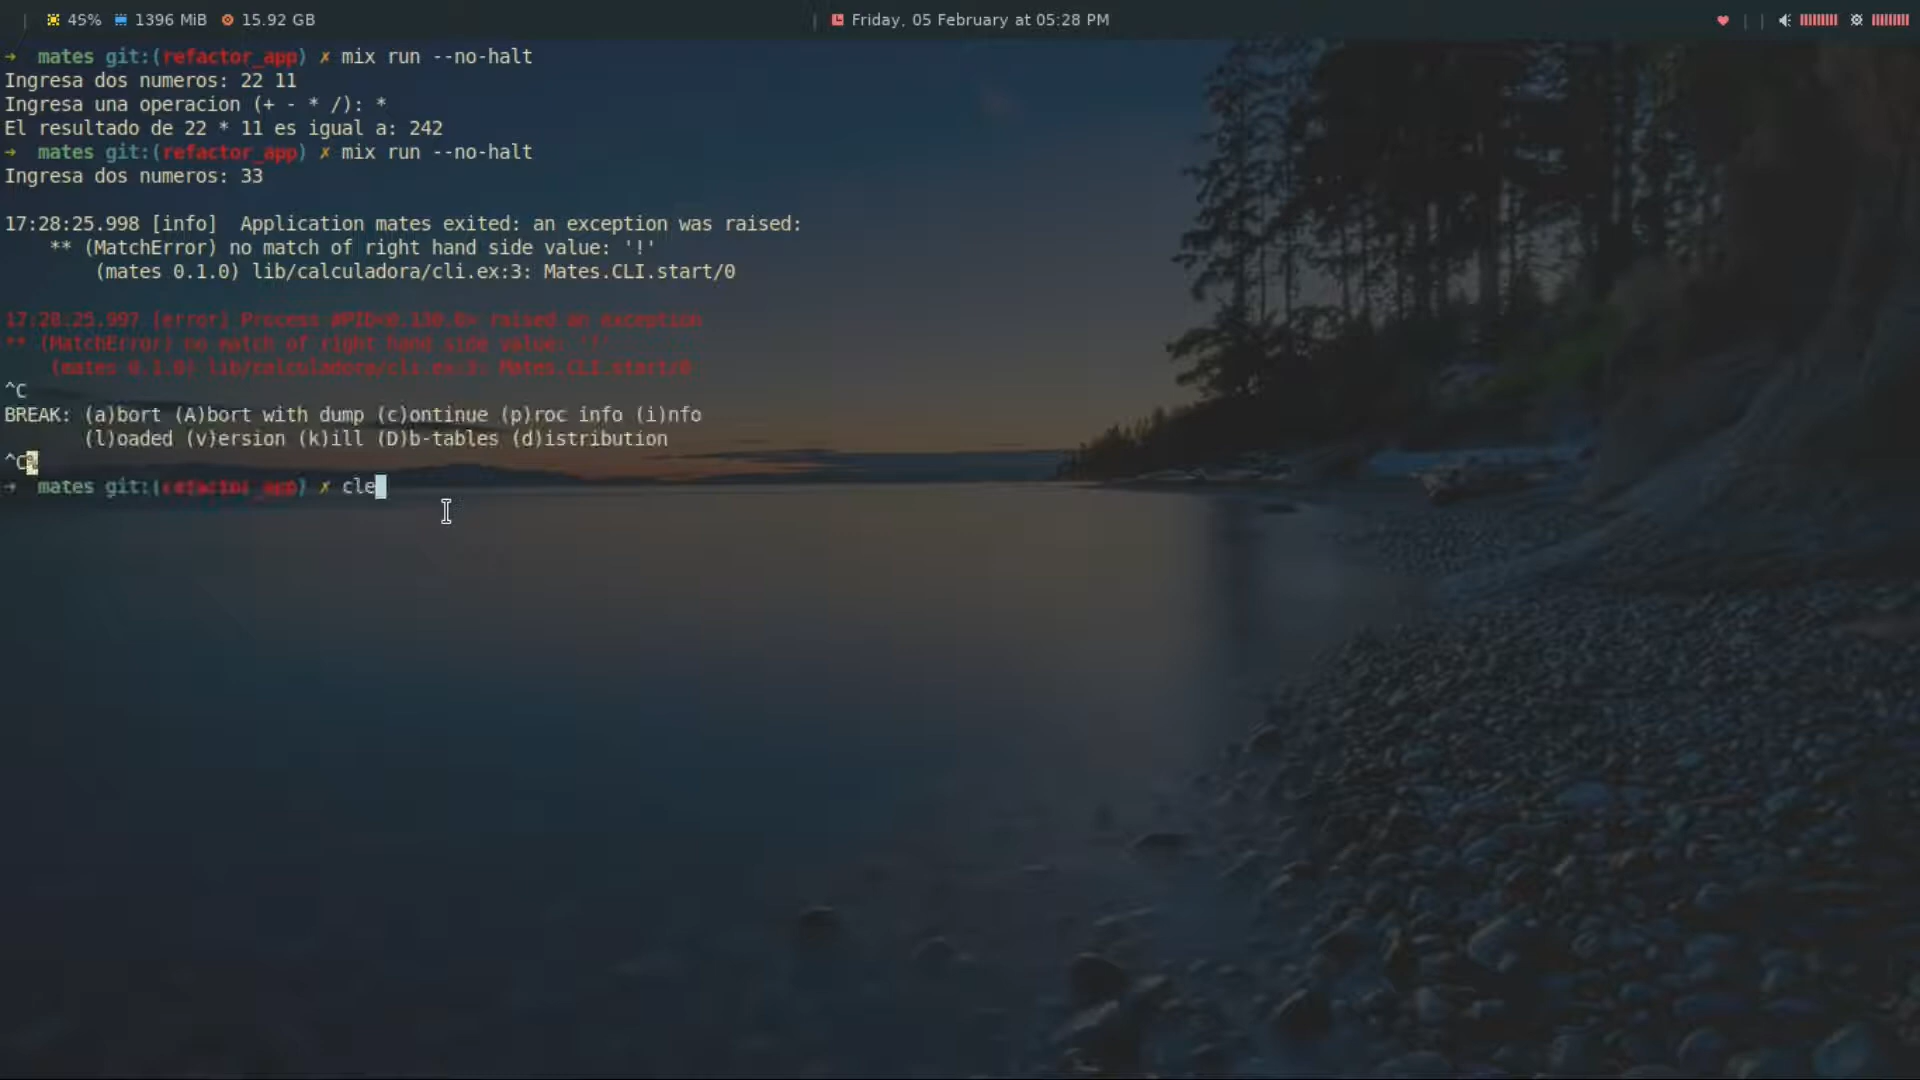 45% 1396 MiB 15.92 GB Friday, 05 February at 05:28 PM
→ mates git:(refactor_app) ✗ mix run --no-halt
Ingresa dos numeros: 22 11
Ingresa una operacion (+ - * /): *
El resultado de 22 * 11 es igual a: 242
→ mates git:(refactor_app) ✗ mix run --no-halt
Ingresa dos numeros: 33
17:28:25.998 [info]  Application mates exited: an exception was raised:
    ** (MatchError) no match of right hand side value: '!'
        (mates 0.1.0) lib/calculadora/cli.ex:3: Mates.CLI.start/0
17:28:25.997 [error] Process #PID<0.130.0> raised an exception
** (MatchError) no match of right hand side value: '!'
    (mates 0.1.0) lib/calculadora/cli.ex:3: Mates.CLI.start/0
^C
BREAK: (a)bort (A)bort with dump (c)ontinue (p)roc info (i)nfo
       (l)oaded (v)ersion (k)ill (D)b-tables (d)istribution
^C%
→ mates git:(refactor_app) ✗ cle